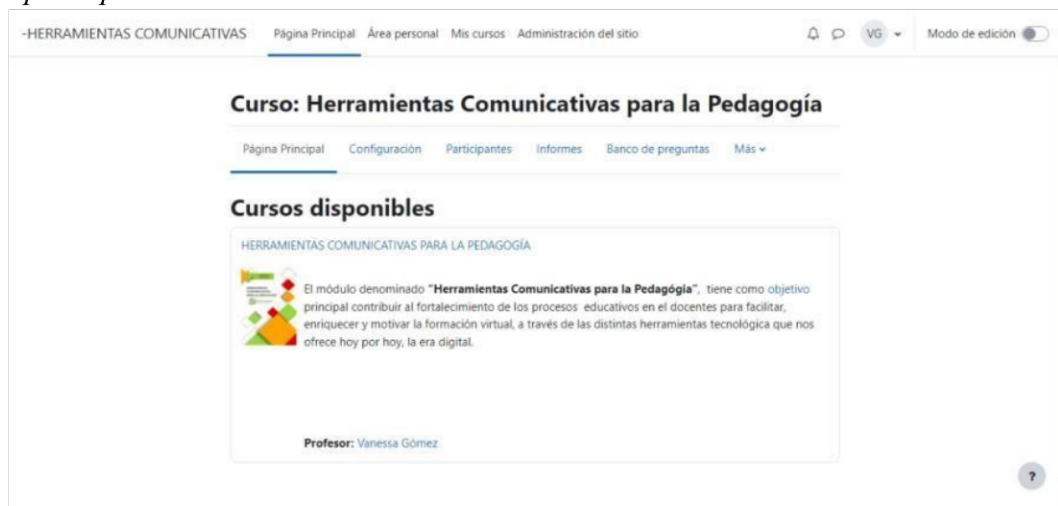 -HERRAMIENTAS COMUNICATIVAS Página Principal Área personal Mis cursos Administración del sitio VG Modo de edición
Curso: Herramientas Comunicativas para la Pedagogía
Página Principal Configuración Participantes Informes Banco de preguntas Más
Cursos disponibles
HERRAMIENTAS COMUNICATIVAS PARA LA PEDAGOGÍA
El módulo denominado "Herramientas Comunicativas para la Pedagógia", tiene como objetivo
principal contribuir al fortalecimiento de los procesos educativos en el docentes para facilitar,
enriquecer y motivar la formación virtual, a través de las distintas herramientas tecnológica que nos
ofrece hoy por hoy, la era digital.
Profesor: Vanessa Gómez
?